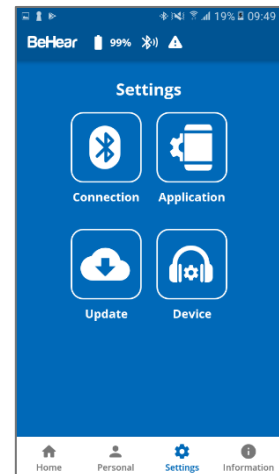 19% 09:49
BeHear 99%
Settings
Connection Application
Update Device
Home Personal Settings Information